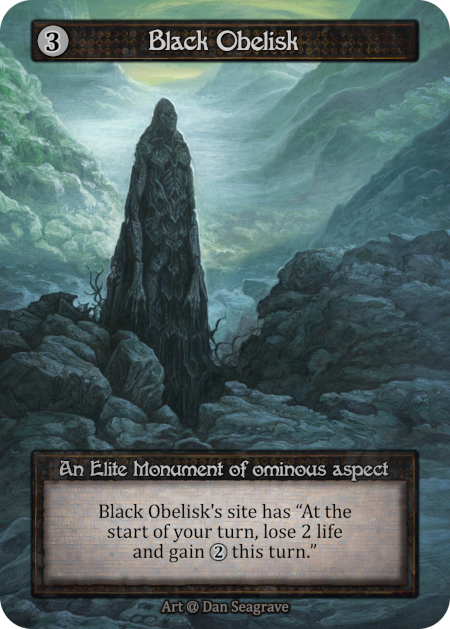 3
Black Obelisk
An Elite Monument of ominous aspect
Black Obelisk's site has “At the
start of your turn, lose 2 life
and gain ② this turn.”
Art @ Dan Seagrave